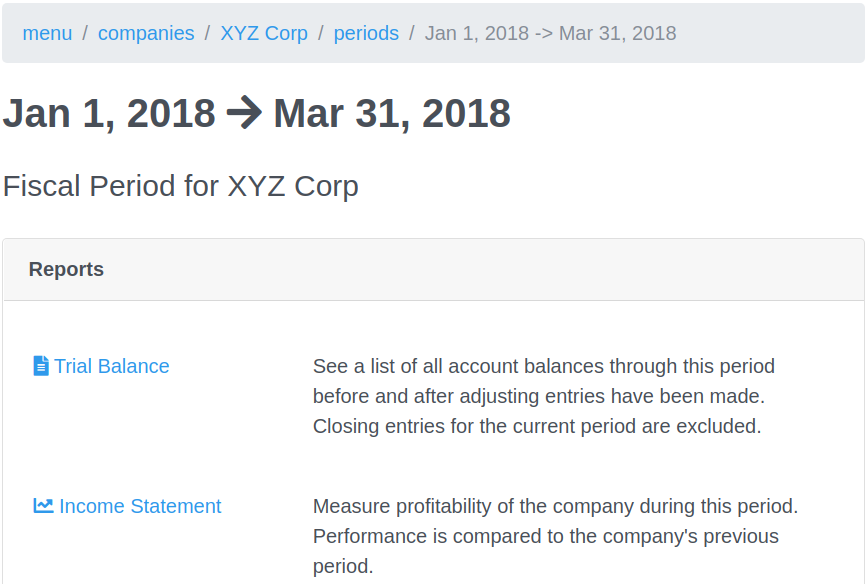 menu / companies / XYZ Corp / periods / Jan 1, 2018 -> Mar 31, 2018
Jan 1, 2018 → Mar 31, 2018
Fiscal Period for XYZ Corp
Reports
Trial Balance
See a list of all account balances through this period
before and after adjusting entries have been made.
Closing entries for the current period are excluded.
Income Statement
Measure profitability of the company during this period.
Performance is compared to the company's previous
period.